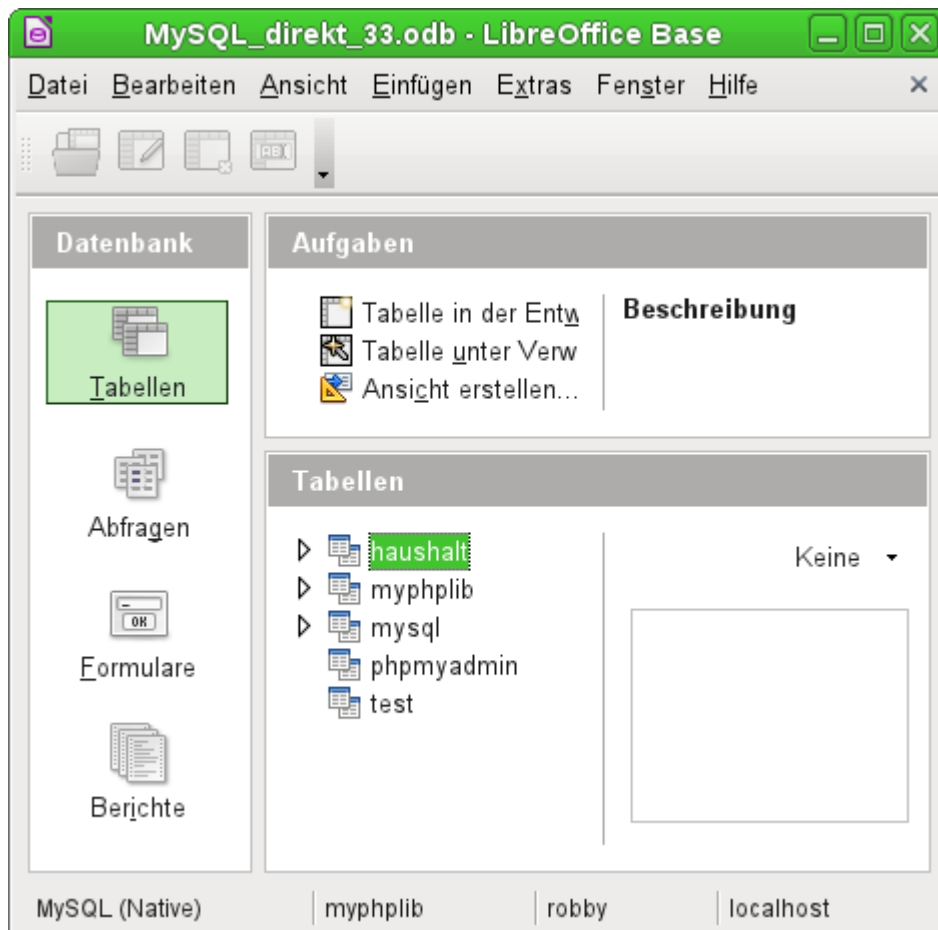 MySQL_direkt_33.odb - LibreOffice Base
Datei Bearbeiten Ansicht Einfügen Extras Fenster Hilfe
Datenbank
Tabellen
Abfragen
Formulare
Berichte
Aufgaben
Tabelle in der Entw
Tabelle unter Verw
Ansicht erstellen...
Beschreibung
Tabellen
haushalt
myphplib
mysql
phpmyadmin
test
Keine
MySQL (Native) myphplib robby localhost